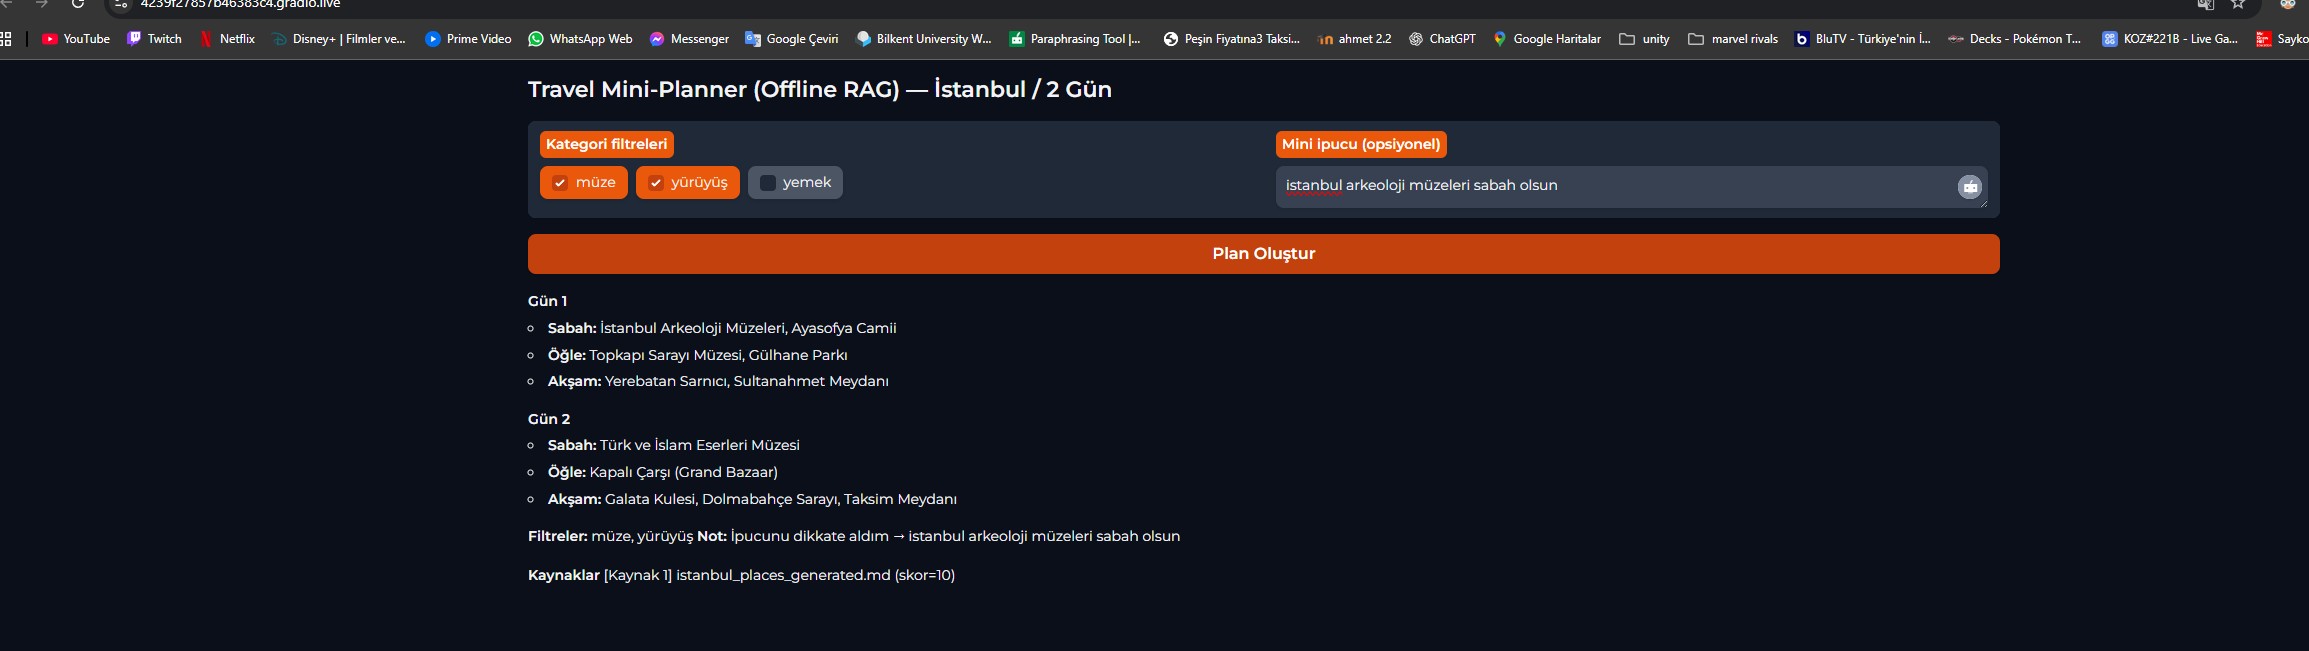 4239f27857b46383c4.gradio.live
YouTube Twitch Netflix Disney+ | Filmler ve... Prime Video WhatsApp Web Messenger Google Çeviri Bilkent University W... Paraphrasing Tool |... Peşin Fiyatına3 Taksi... ahmet 2.2 ChatGPT Google Haritalar unity marvel rivals BluTV - Türkiye'nin İ... Decks - Pokémon T... KOZ#221B - Live Ga... Sayko
Travel Mini-Planner (Offline RAG) — İstanbul / 2 Gün
Kategori filtreleri
müze yürüyüş yemek
Mini ipucu (opsiyonel)
istanbul arkeoloji müzeleri sabah olsun
Plan Oluştur
Gün 1
Sabah: İstanbul Arkeoloji Müzeleri, Ayasofya Camii
Öğle: Topkapı Sarayı Müzesi, Gülhane Parkı
Akşam: Yerebatan Sarnıcı, Sultanahmet Meydanı
Gün 2
Sabah: Türk ve İslam Eserleri Müzesi
Öğle: Kapalı Çarşı (Grand Bazaar)
Akşam: Galata Kulesi, Dolmabahçe Sarayı, Taksim Meydanı
Filtreler: müze, yürüyüş Not: İpucunu dikkate aldım → istanbul arkeoloji müzeleri sabah olsun
Kaynaklar [Kaynak 1] istanbul_places_generated.md (skor=10)